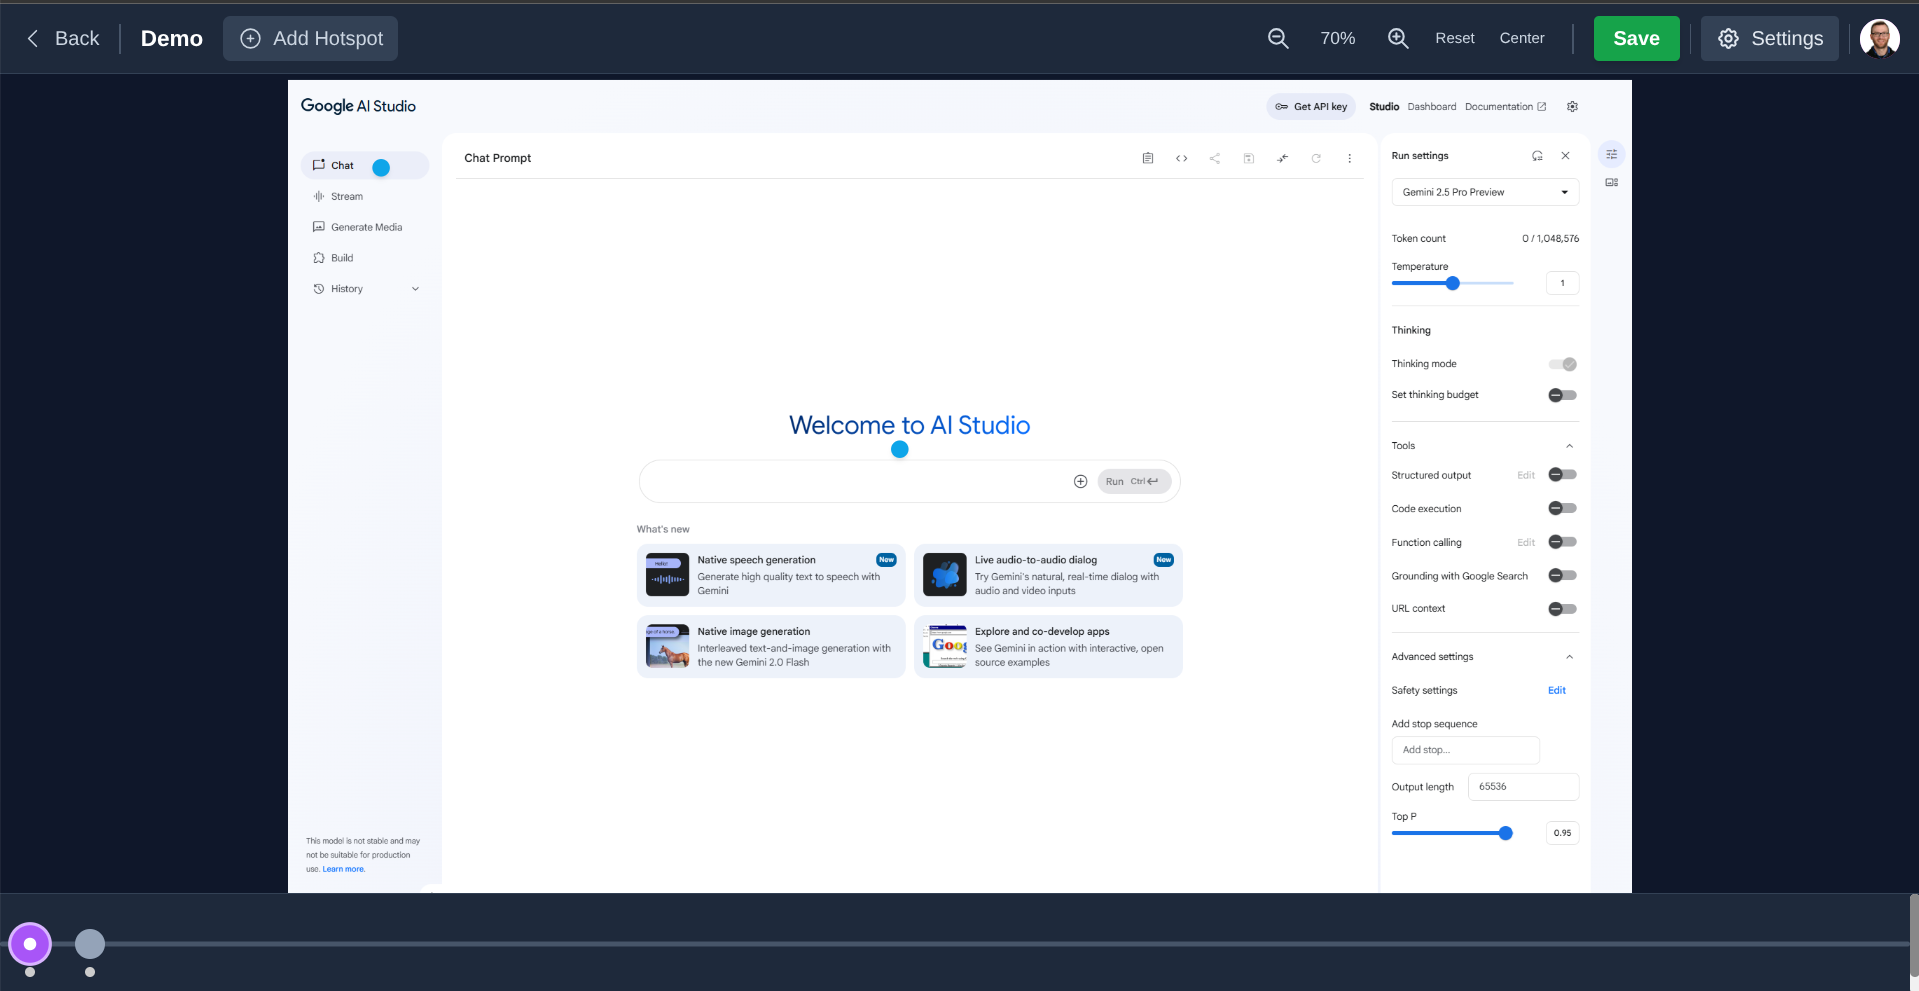 Back
Demo
Add Hotspot
70%
Reset
Center
Save
Settings
Google AI Studio
Get API key
Studio
Dashboard
Documentation
Chat
Stream
Generate Media
Build
History
This model is not stable and may
not be suitable for production
use. Learn more.
Chat Prompt
Welcome to AI Studio
Run Ctrl
What's new
Native speech generation
New
Generate high quality text to speech with
Gemini
Live audio-to-audio dialog
New
Try Gemini's natural, real-time dialog with
audio and video inputs
Native image generation
Interleaved text-and-image generation with
the new Gemini 2.0 Flash
Explore and co-develop apps
See Gemini in action with interactive, open
source examples
Run settings
Gemini 2.5 Pro Preview
Token count
0 / 1,048,576
Temperature
1
Thinking
Thinking mode
Set thinking budget
Tools
Structured output
Edit
Code execution
Function calling
Edit
Grounding with Google Search
URL context
Advanced settings
Safety settings
Edit
Add stop sequence
Add stop...
Output length
65536
Top P
0.95